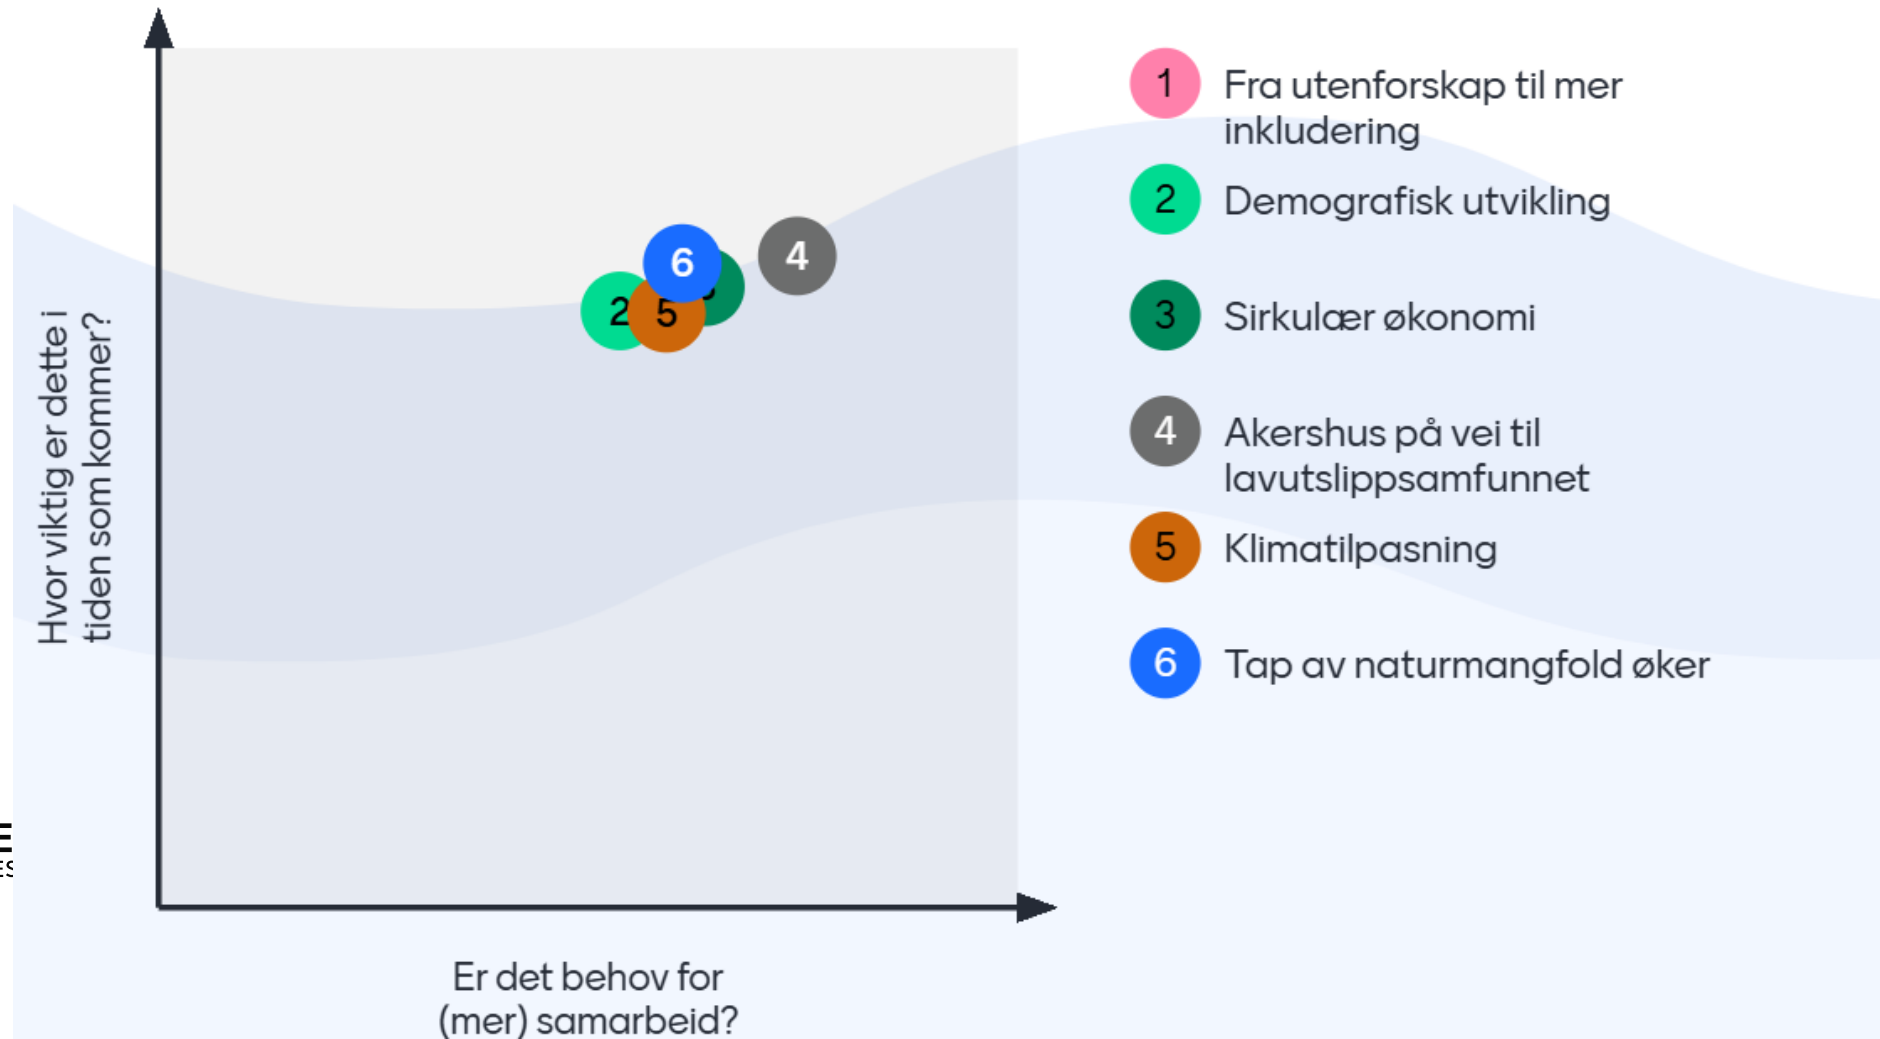 Hvor viktig er dette i
tiden som kommer?
2
5
6
4
Er det behov for
(mer) samarbeid?
1
Fra utenforskap til mer
inkludering
2
Demografisk utvikling
3
Sirkulær økonomi
4
Akershus på vei til
lavutslippsamfunnet
5
Klimatilpasning
6
Tap av naturmangfold øker